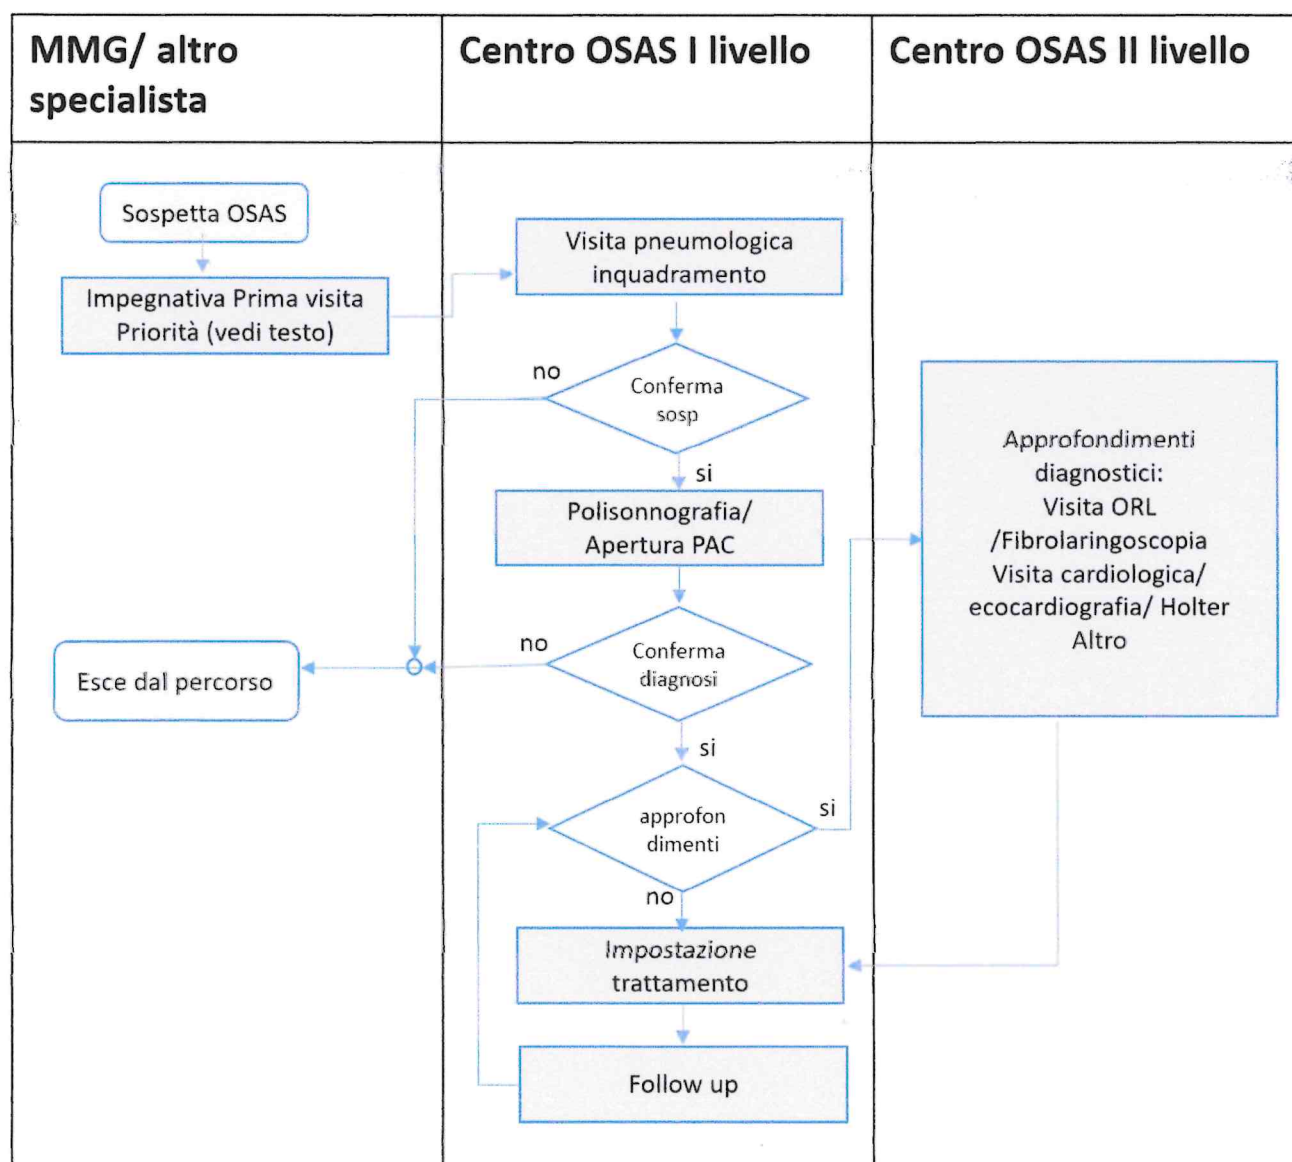 MMG/ altro
specialista
Centro OSAS I livello
Centro OSAS II livello
Sospetta OSAS
Impegnativa Prima visita
Priorità (vedi testo)
Visita pneumologica
inquadramento
no
Conferma
sosp
si
Polisonnografia/
Apertura PAC
no
Conferma
diagnosi
Esce dal percorso
si
approfon
dimenti
si
no
Approfondimenti
diagnostici:
Visita ORL
/Fibrolaringoscopia
Visita cardiologica/
ecocardiografia/ Holter
Altro
Impostazione
trattamento
Follow up